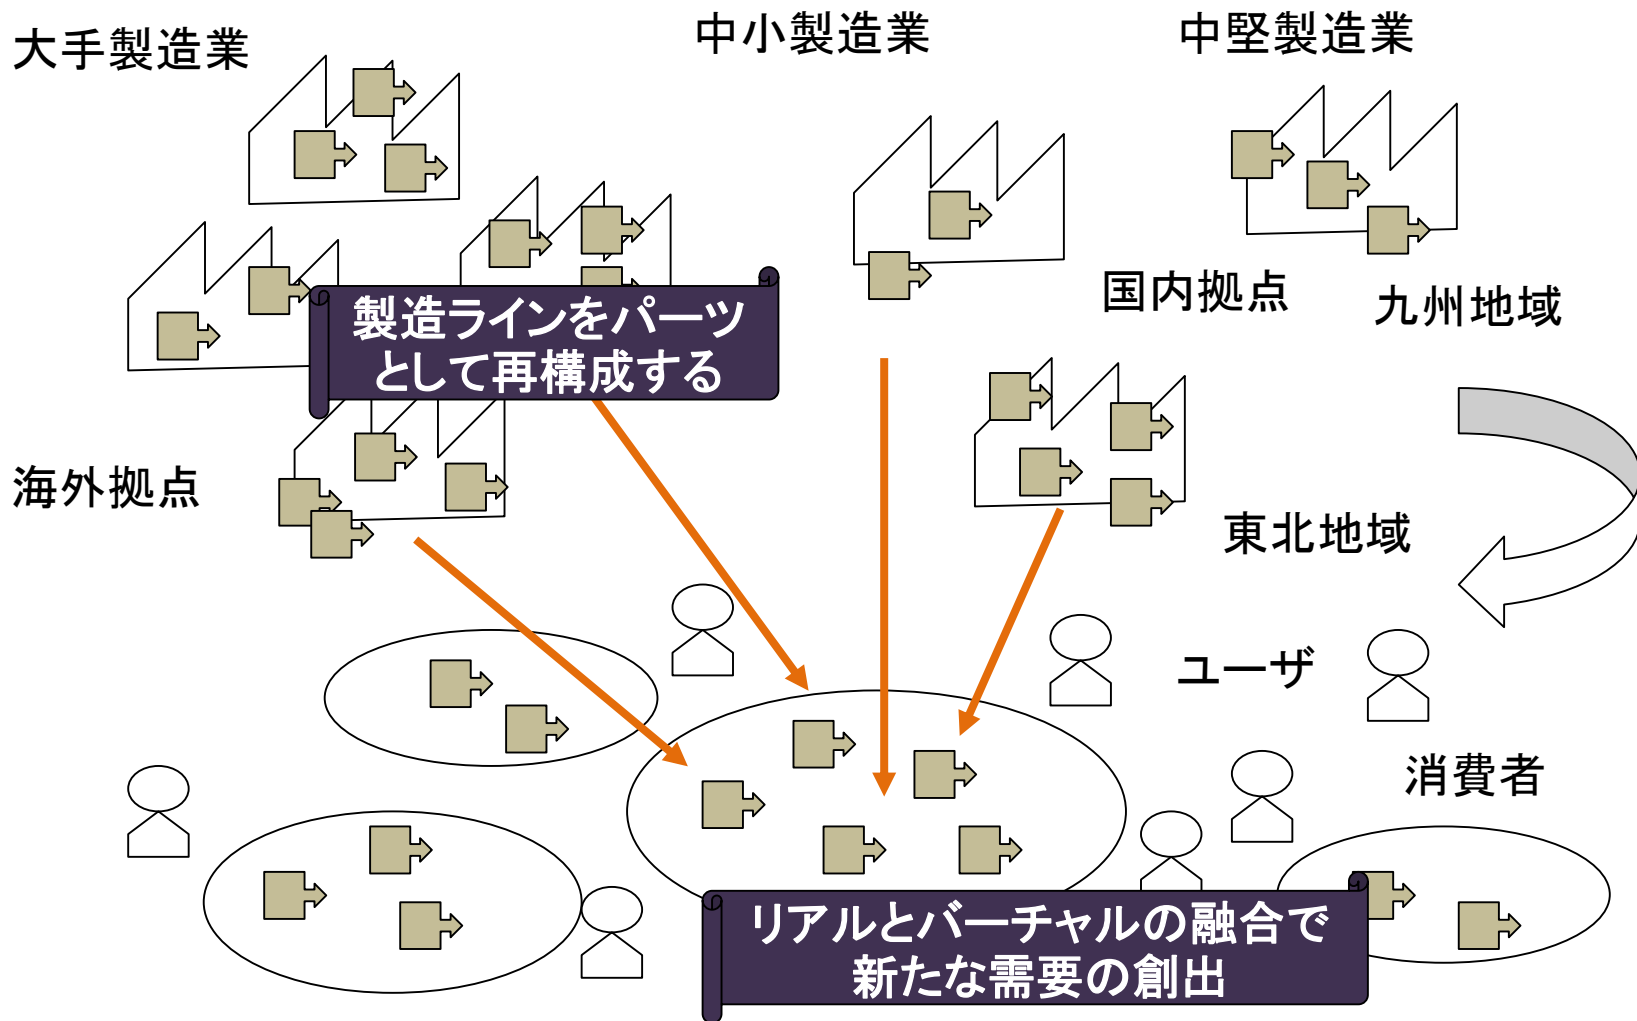 大手製造業
中小製造業
中堅製造業
国内拠点
九州地域
製造ラインをパーツ
として再構成する
海外拠点
東北地域
ユーザ
消費者
リアルとバーチャルの融合で
新たな需要の創出